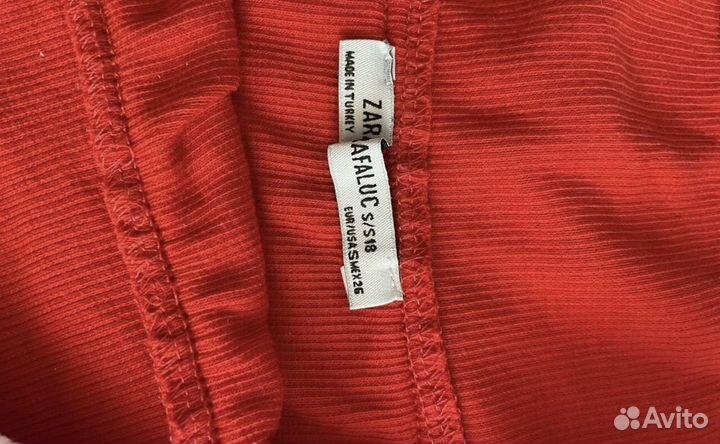 ZAR
MADE IN TURKEY
AFALUC S/S18
EUR/USA S MEX 26
Avito